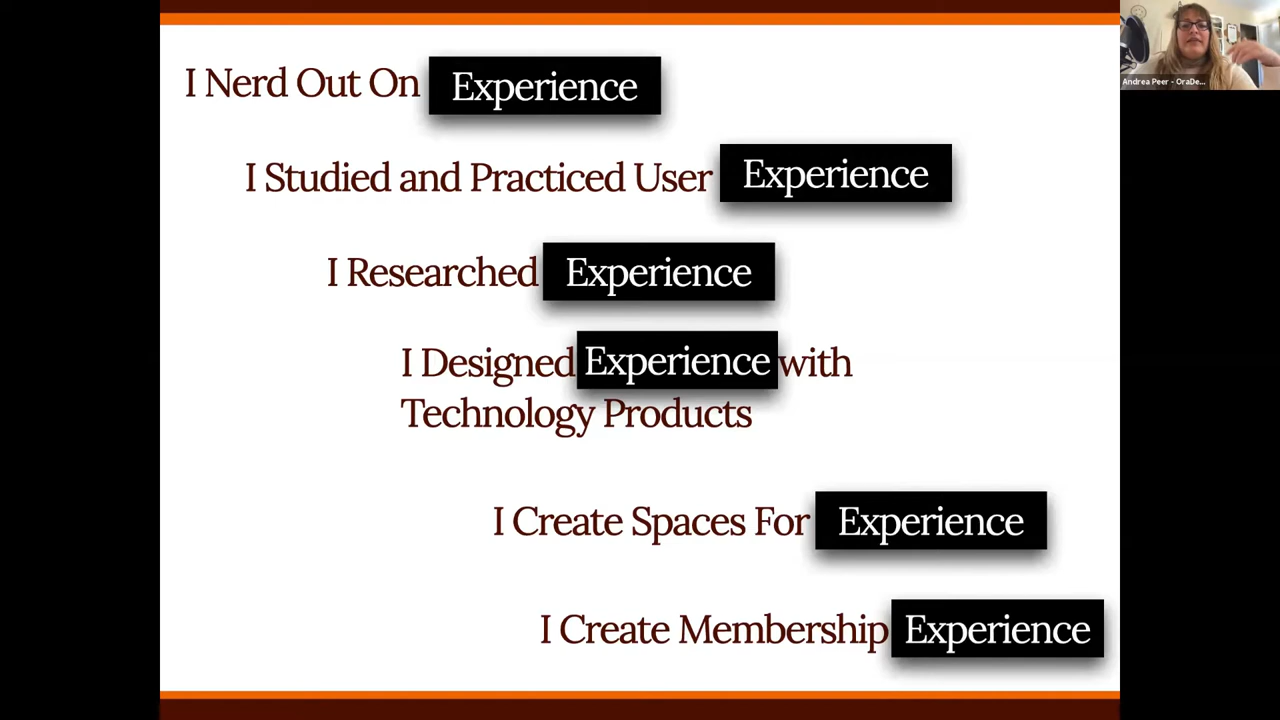 I Nerd Out On Experience
I Studied and Practiced User Experience
I Researched Experience
I Designed Experience with
Technology Products
I Create Spaces For Experience
I Create Membership Experience
Andrea Peer - OraDe...